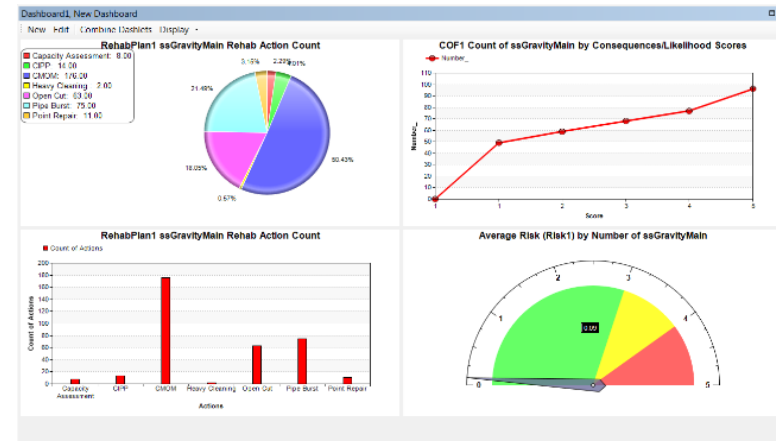 Dashboard1, New Dashboard
New Edit Combine Dashlets Display
RehabPlan1 ssGravityMain Rehab Action Count
Capacity Assessment: 8.00
CIPP: 14.00
CMOM: 176.00
Heavy Cleaning: 2.00
Open Cut: 63.00
Pipe Burst: 75.00
Point Repair: 11.00
3.15%
21.49%
50.43%
18.05%
0.57%
COF1 Count of ssGravityMain by Consequences/Likelihood Scores
Number_
110
100
90
80
70
60
50
40
30
20
10
0
Number_
1 1 2 3 4 5
Score
RehabPlan1 ssGravityMain Rehab Action Count
Count of Actions
200
180
160
140
120
100
80
60
40
20
0
Count of Actions
Capacity Assessment
CIPP
CMOM
Heavy Cleaning
Open Cut
Pipe Burst
Point Repair
Actions
Average Risk (Risk1) by Number of ssGravityMain
0
1
2
3
4
5
0.09